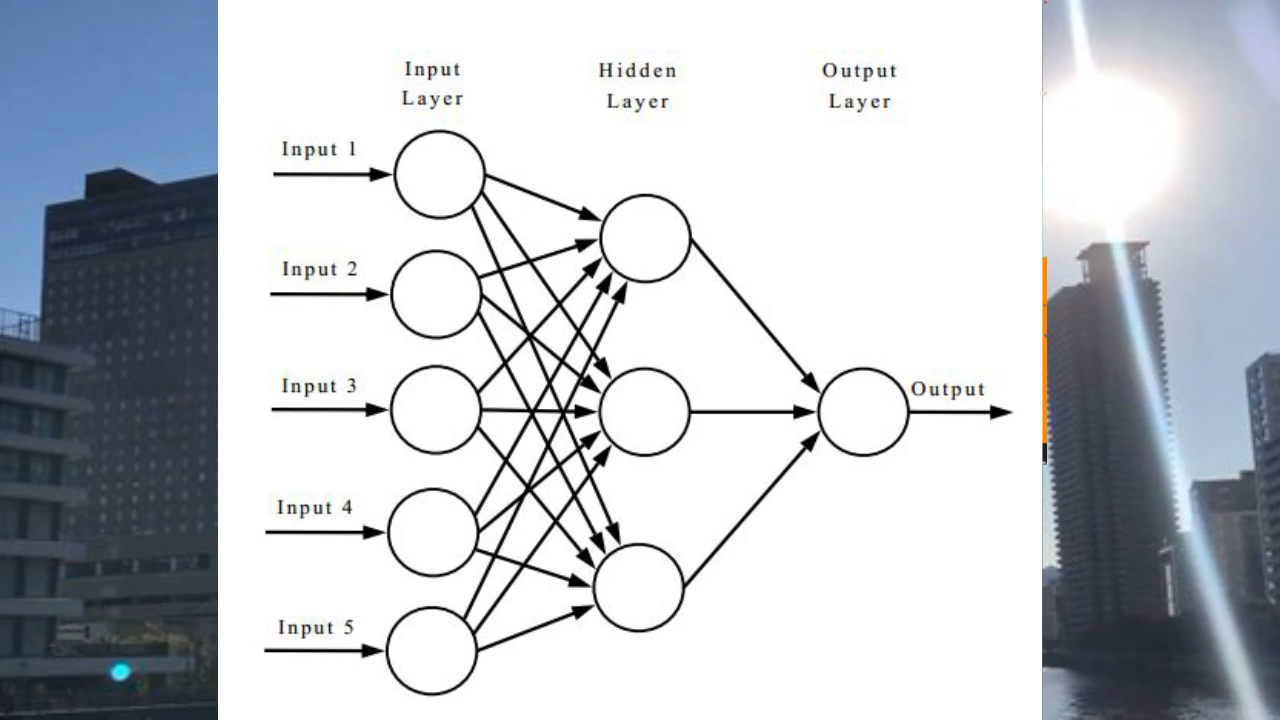 Input
Layer
Hidden
Layer
Output
Layer
Input 1
Input 2
Input 3
Input 4
Input 5
Output